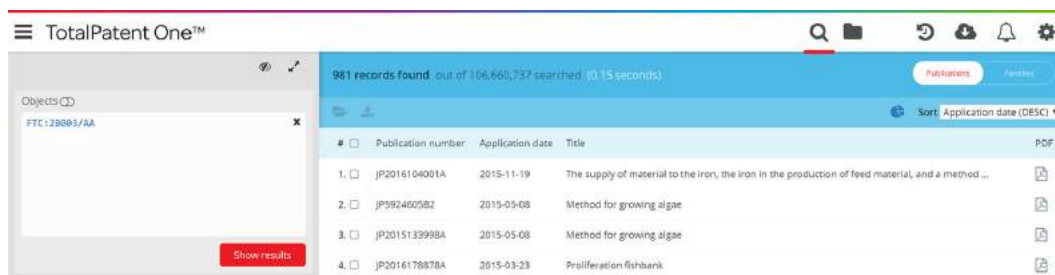 TotalPatent One™
981 records found out of 106,660,737 searched (0.15 seconds)
Publications
Families
Objects
FTC:2B003/AA x
Sort Application date (DESC)
# Publication number Application date Title PDF
1. JP2016104001A 2015-11-19 The supply of material to the iron, the iron in the production of feed material, and a method ...
2. JP5924605B2 2015-05-08 Method for growing algae
3. JP2015133998A 2015-05-08 Method for growing algae
4. JP2016178878A 2015-03-23 Proliferation fishbank
Show results